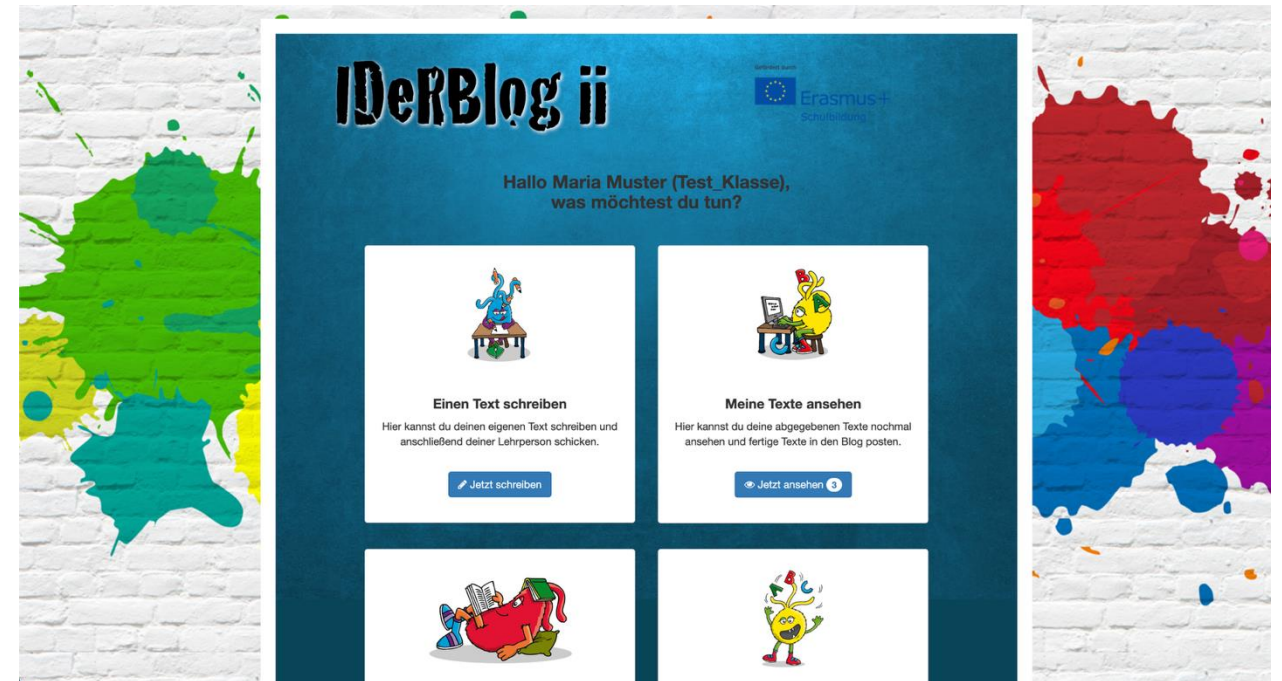 IDeRBlog ii
Gefördert durch
Erasmus+
Schulbildung
Hallo Maria Muster (Test_Klasse),
was möchtest du tun?
Einen Text schreiben
Hier kannst du deinen eigenen Text schreiben und
anschließend deiner Lehrperson schicken.
Jetzt schreiben
B
A
C
Meine Texte ansehen
Hier kannst du deine abgegebenen Texte nochmal
ansehen und fertige Texte in den Blog posten.
Jetzt ansehen 3
A B C